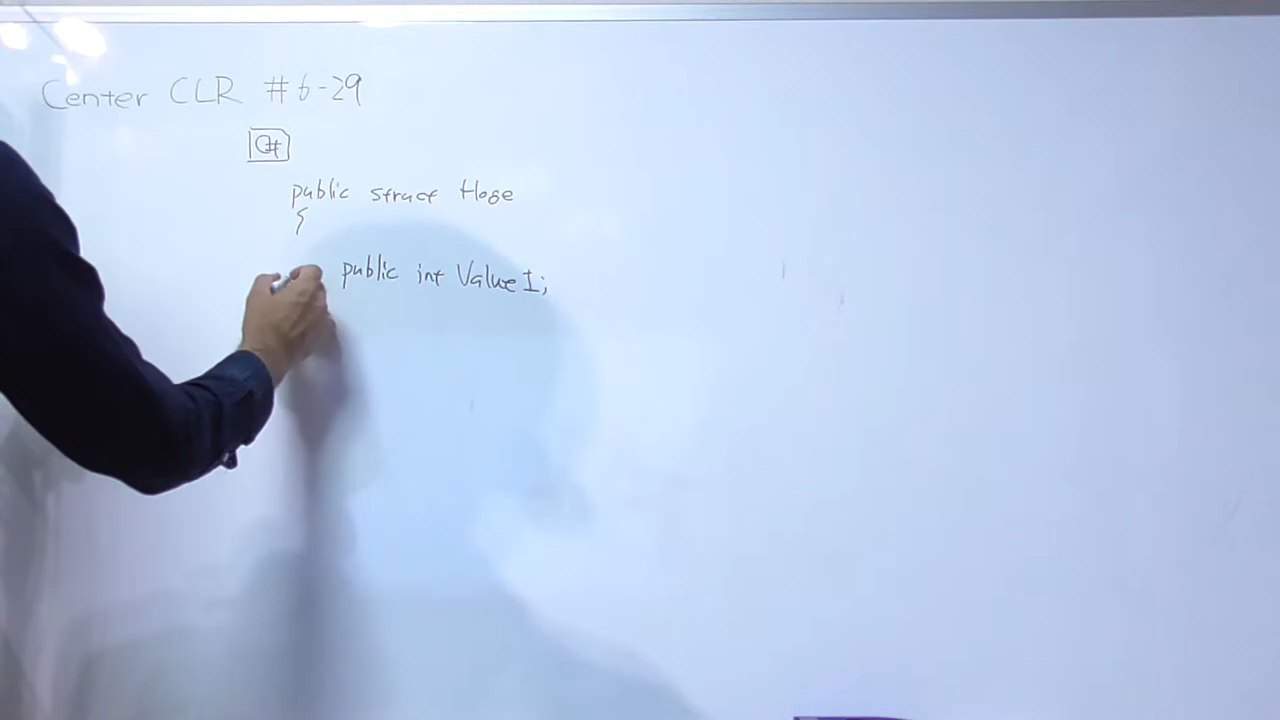 Center CLR #6-29
C#
public struct Hoge
{
public int Value1;